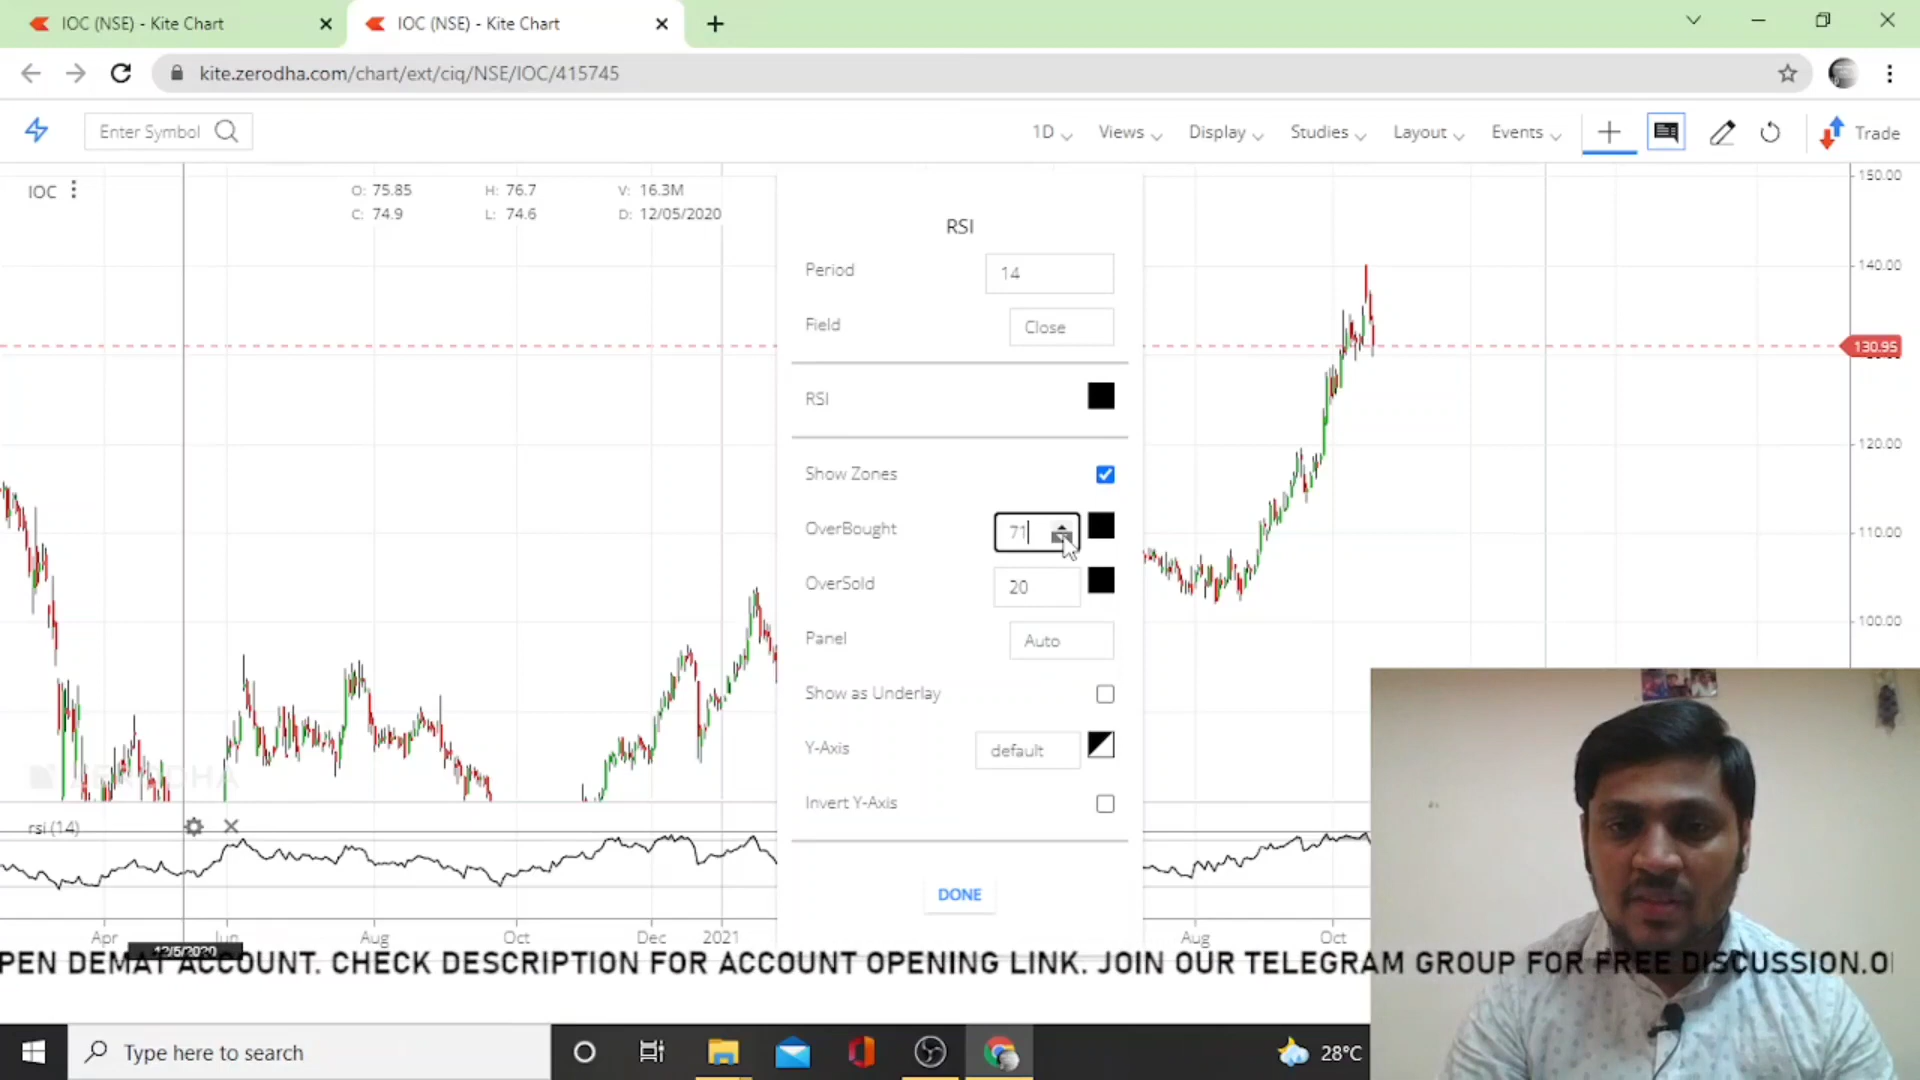 IOC (NSE) - Kite Chart
IOC (NSE) - Kite Chart
kite.zerodha.com/chart/ext/ciq/NSE/IOC/415745
Enter Symbol
1D
Views
Display
Studies
Layout
Events
Trade
IOC
O: 75.85
H: 76.7
V: 16.3M
C: 74.9
L: 74.6
D: 12/05/2020
RSI
Period
14
Field
Close
RSI
Show Zones
OverBought
71
OverSold
20
Panel
Auto
Show as Underlay
Y-Axis
default
Invert Y-Axis
DONE
150.00
140.00
130.95
120.00
110.00
100.00
ZERODHA
rsi (14)
Apr
12/5/2020
Jun
Aug
Oct
Dec
2021
Aug
Oct
PEN DEMAT ACCOUNT. CHECK DESCRIPTION FOR ACCOUNT OPENING LINK. JOIN OUR TELEGRAM GROUP FOR FREE DISCUSSION.O
Type here to search
28°C